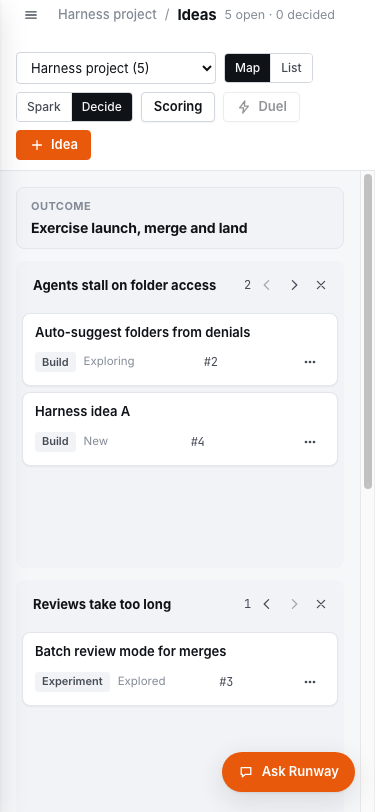 Harness project / Ideas 5 open · 0 decided
Harness project (5) Map List
Spark Decide Scoring Duel
+ Idea
OUTCOME
Exercise launch, merge and land
Agents stall on folder access 2
Auto-suggest folders from denials
Build Exploring #2
Harness idea A
Build New #4
Reviews take too long 1
Batch review mode for merges
Experiment Explored #3
Ask Runway